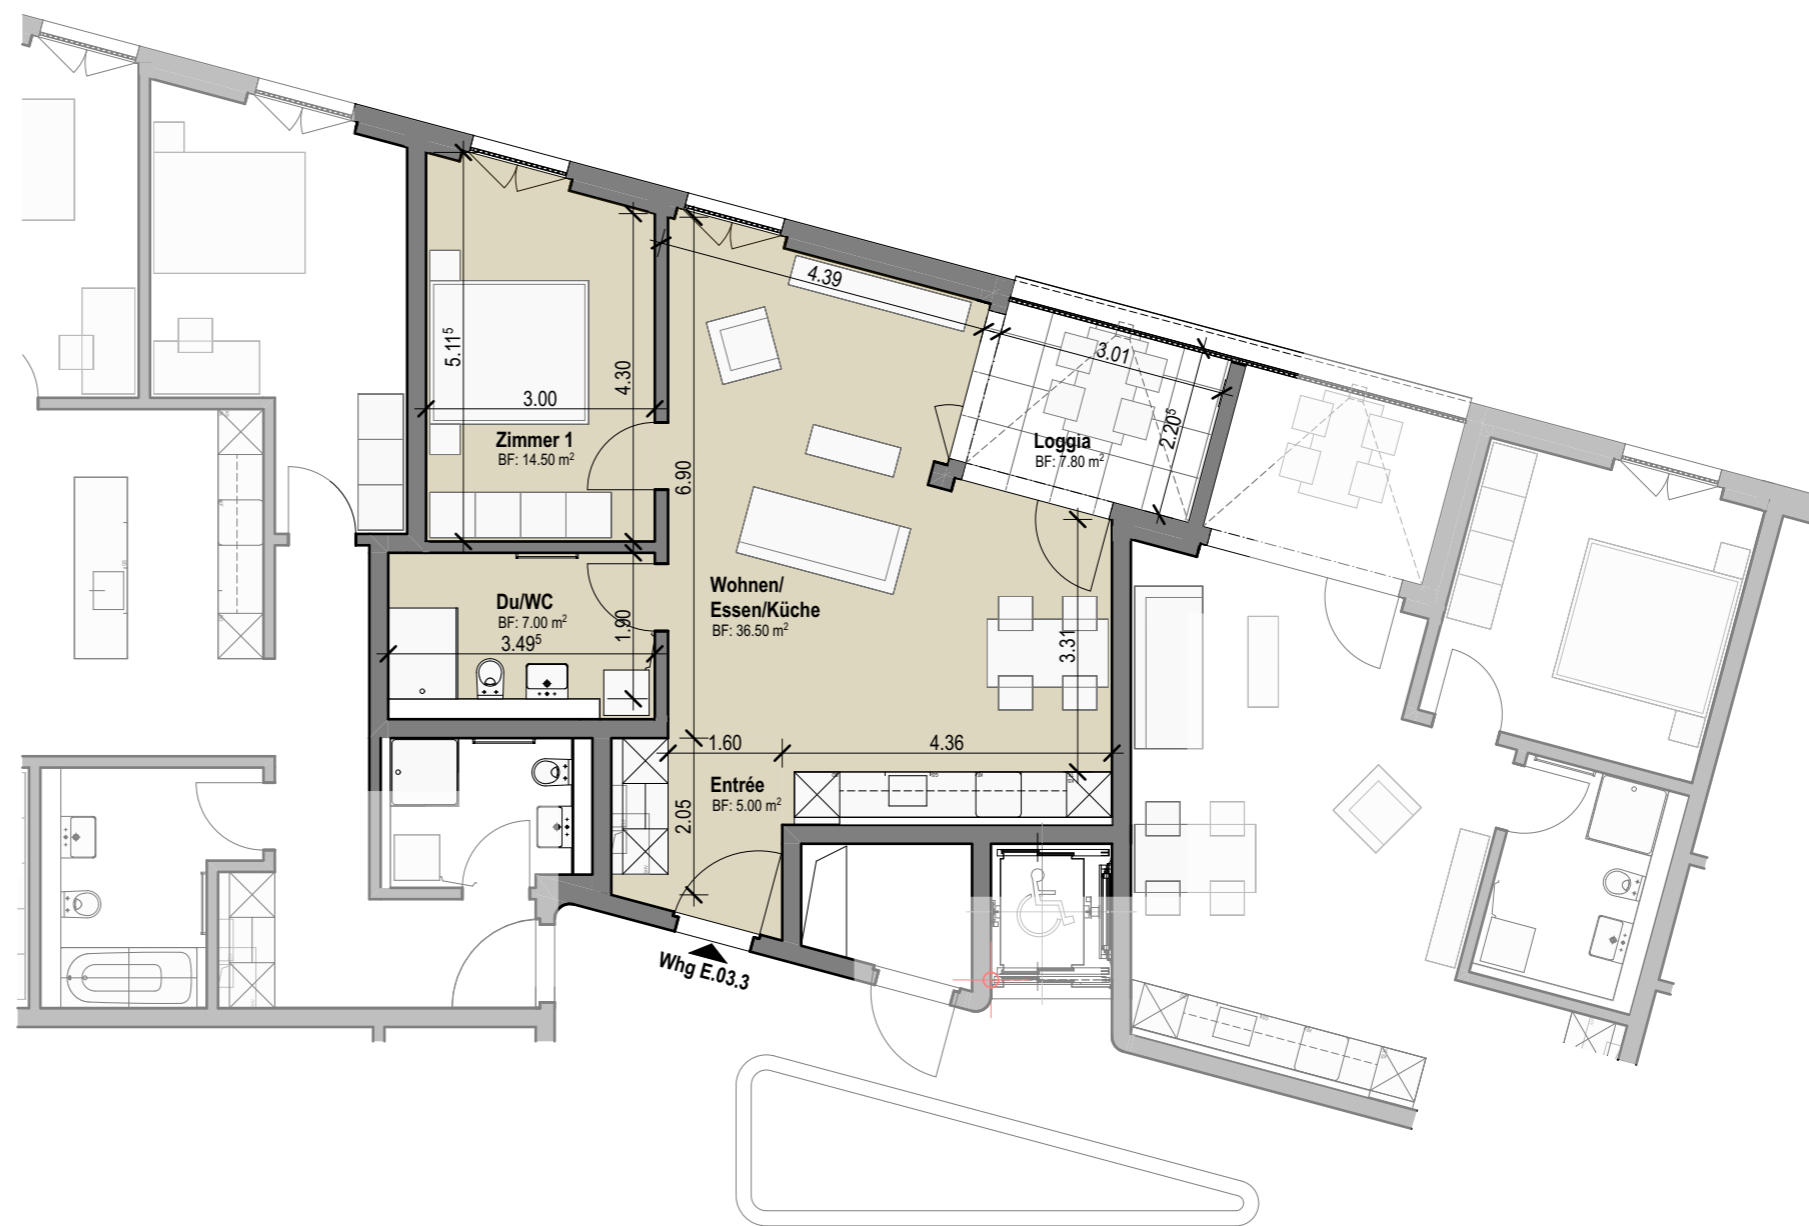 4.39
3.01
5.11⁵
4.30
3.00
2.20⁵
Zimmer 1
BF: 14.50 m²
Loggia
BF: 7.80 m²
6.90
Du/WC
BF: 7.00 m²
3.49⁵
1.90
Wohnen/
Essen/Küche
BF: 36.50 m²
3.31
1.60
4.36
Entrée
BF: 5.00 m²
2.05
Whg E.03.3